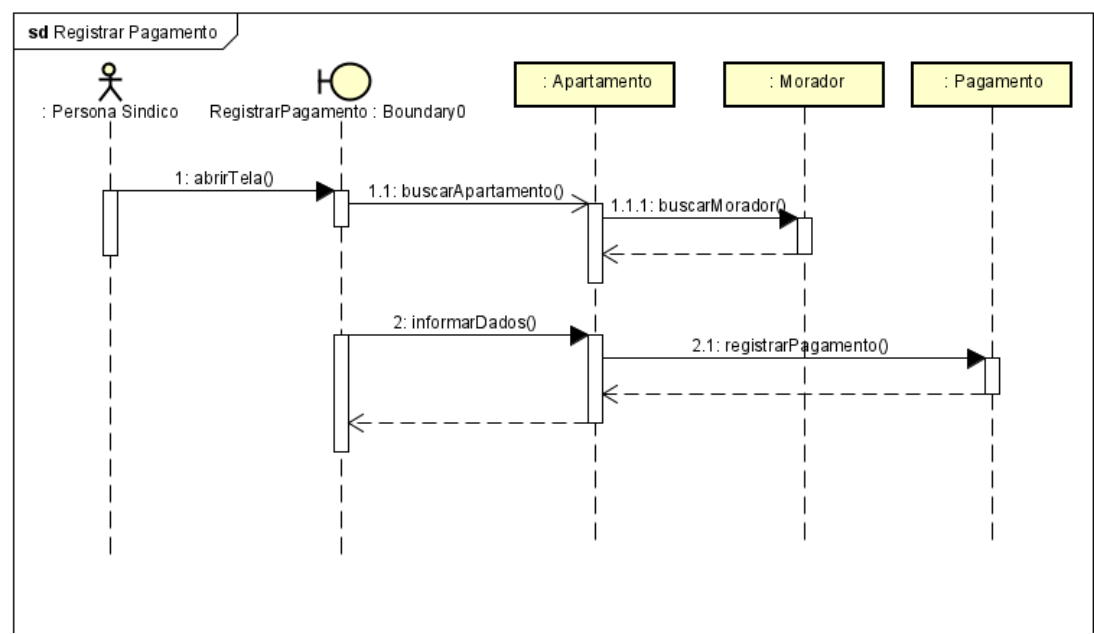 sd Registrar Pagamento
: Persona Sindico
RegistrarPagamento : Boundary0
: Apartamento
: Morador
: Pagamento
1: abrirTela()
1.1: buscarApartamento()
1.1.1: buscarMorador()
2: informarDados()
2.1: registrarPagamento()